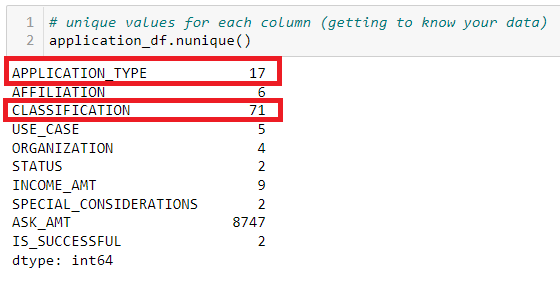 1 # unique values for each column (getting to know your data)
2 application_df.nunique()
APPLICATION_TYPE 17
AFFILIATION 6
CLASSIFICATION 71
USE_CASE 5
ORGANIZATION 4
STATUS 2
INCOME_AMT 9
SPECIAL_CONSIDERATIONS 2
ASK_AMT 8747
IS_SUCCESSFUL 2
dtype: int64